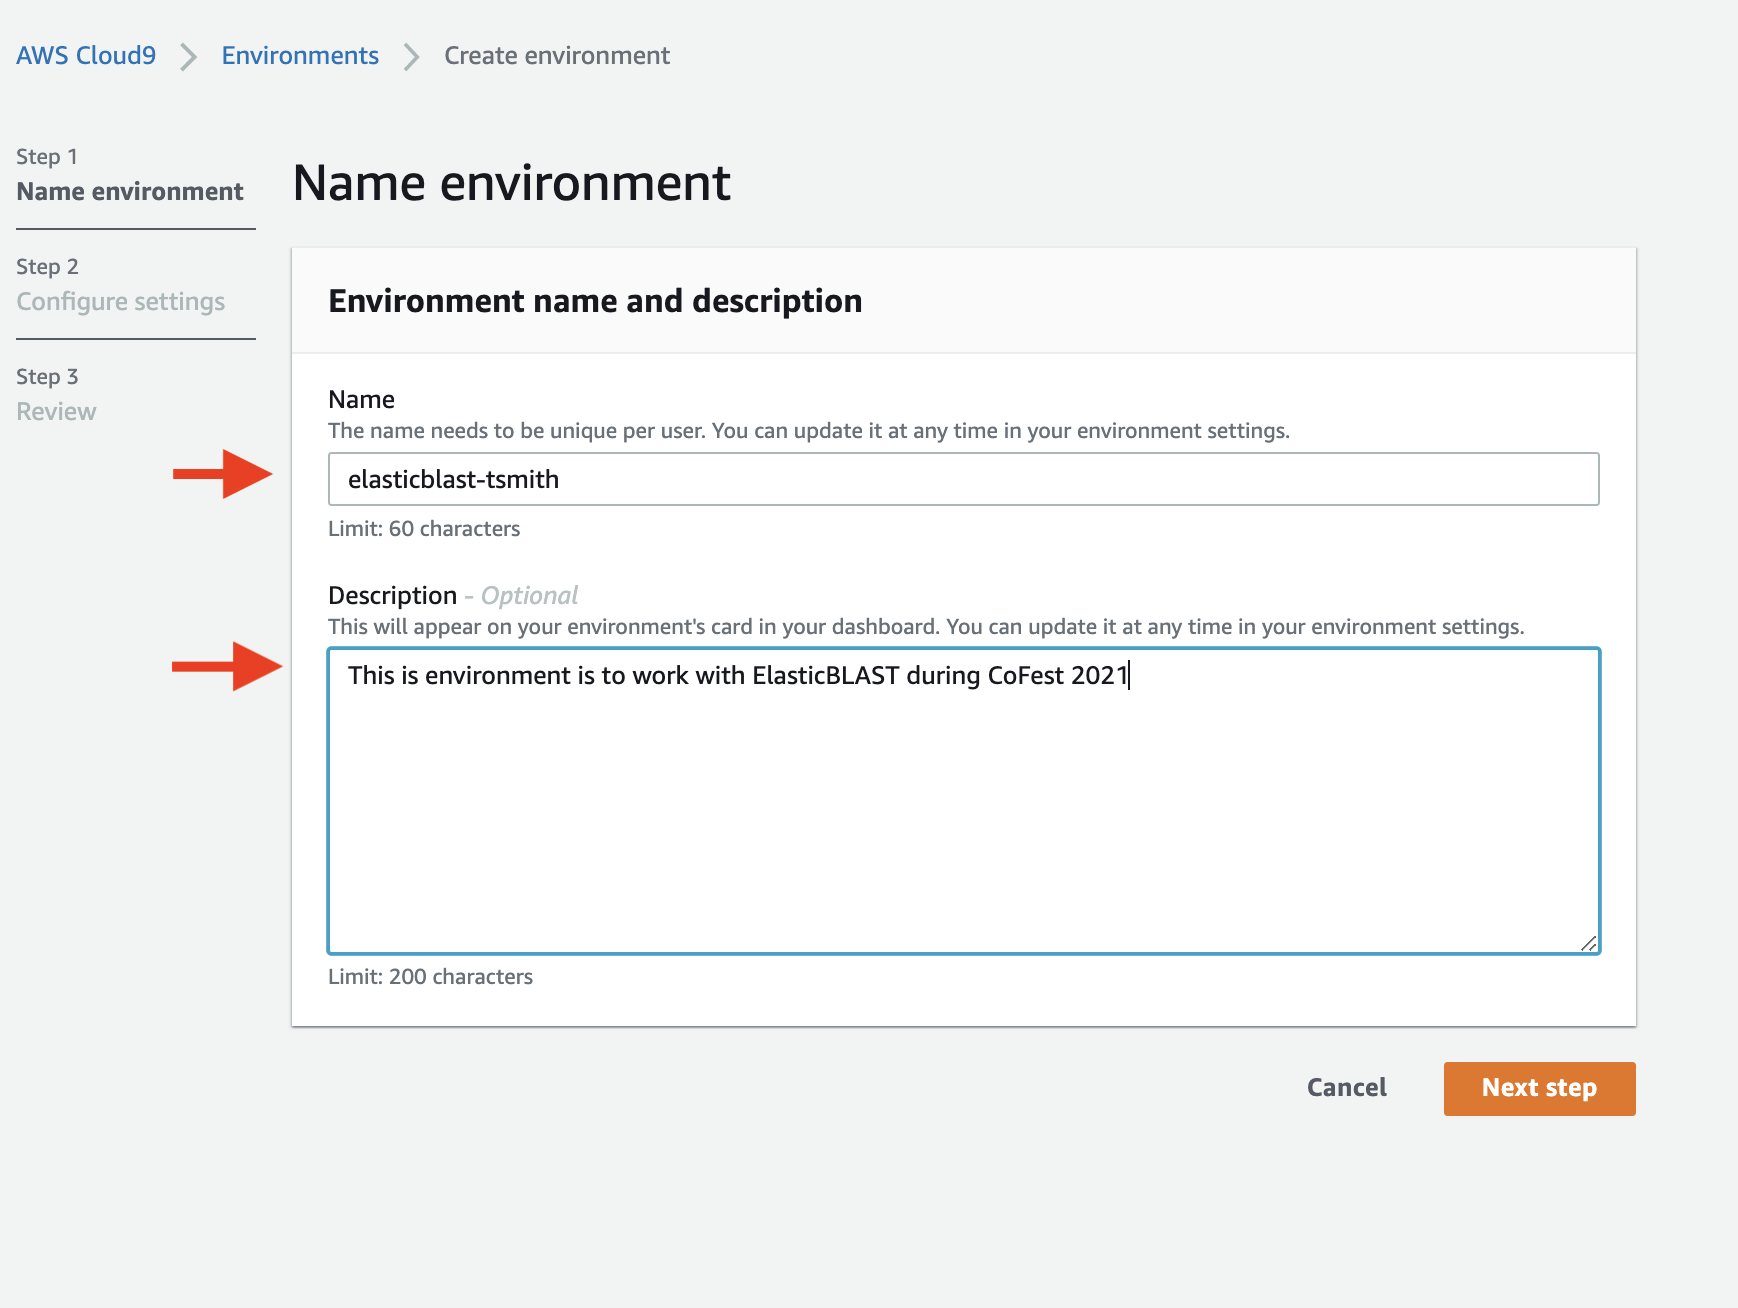 AWS Cloud9 Environments Create environment
Step 1
Name environment
Step 2
Configure settings
Step 3
Review
Name environment
Environment name and description
Name
The name needs to be unique per user. You can update it at any time in your environment settings.
elasticblast-tsmith
Limit: 60 characters
Description - Optional
This will appear on your environment's card in your dashboard. You can update it at any time in your environment settings.
This is environment is to work with ElasticBLAST during CoFest 2021
Limit: 200 characters
Cancel Next step